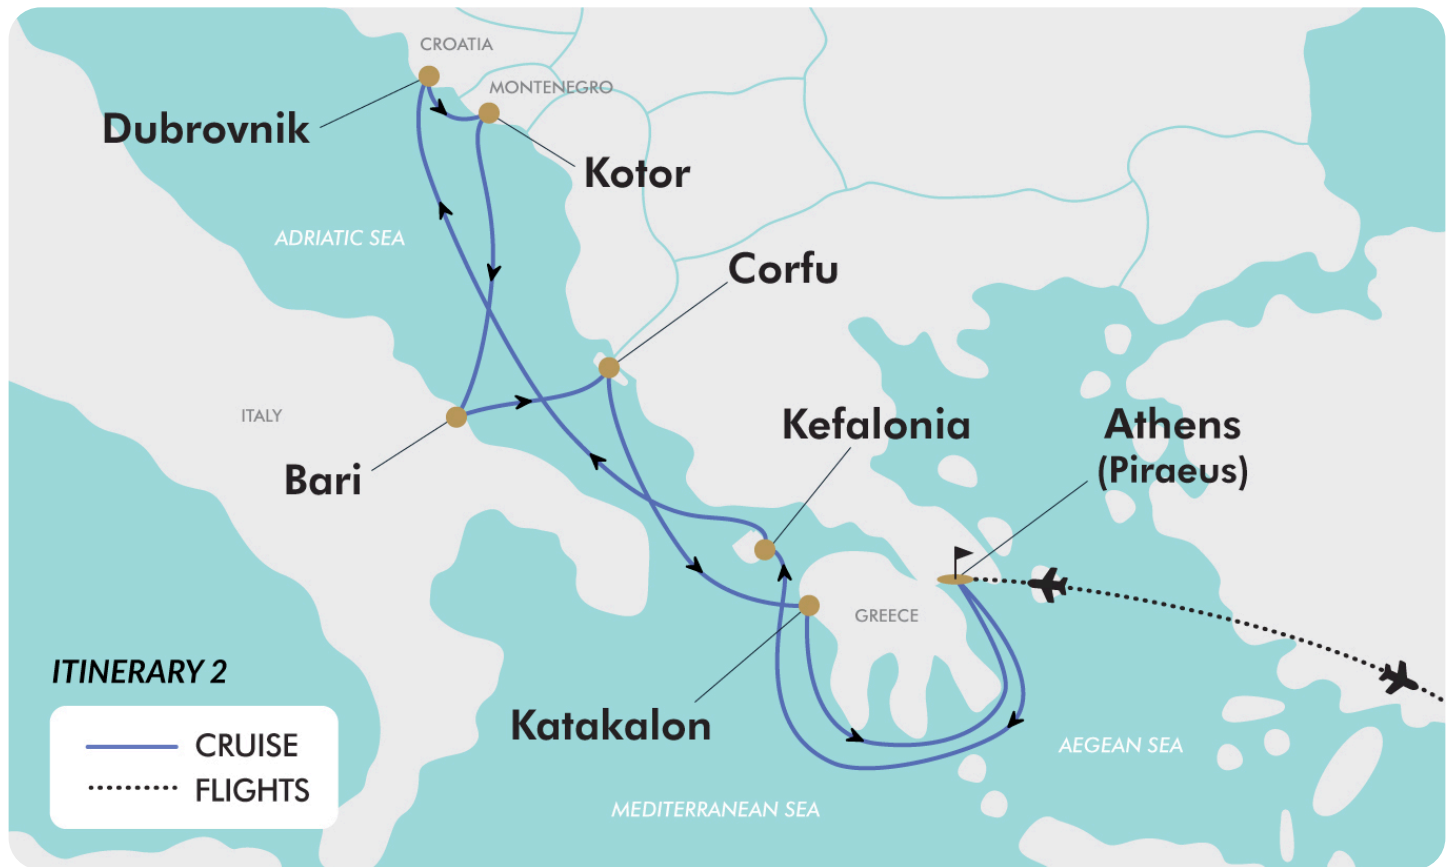 CROATIA
MONTENEGRO
Dubrovnik
Kotor
ADRIATIC SEA
Corfu
ITALY
Kefalonia
Athens
(Piraeus)
Bari
GREECE
ITINERARY 2
Katakalon
CRUISE
AEGEAN SEA
FLIGHTS
MEDITERRANEAN SEA